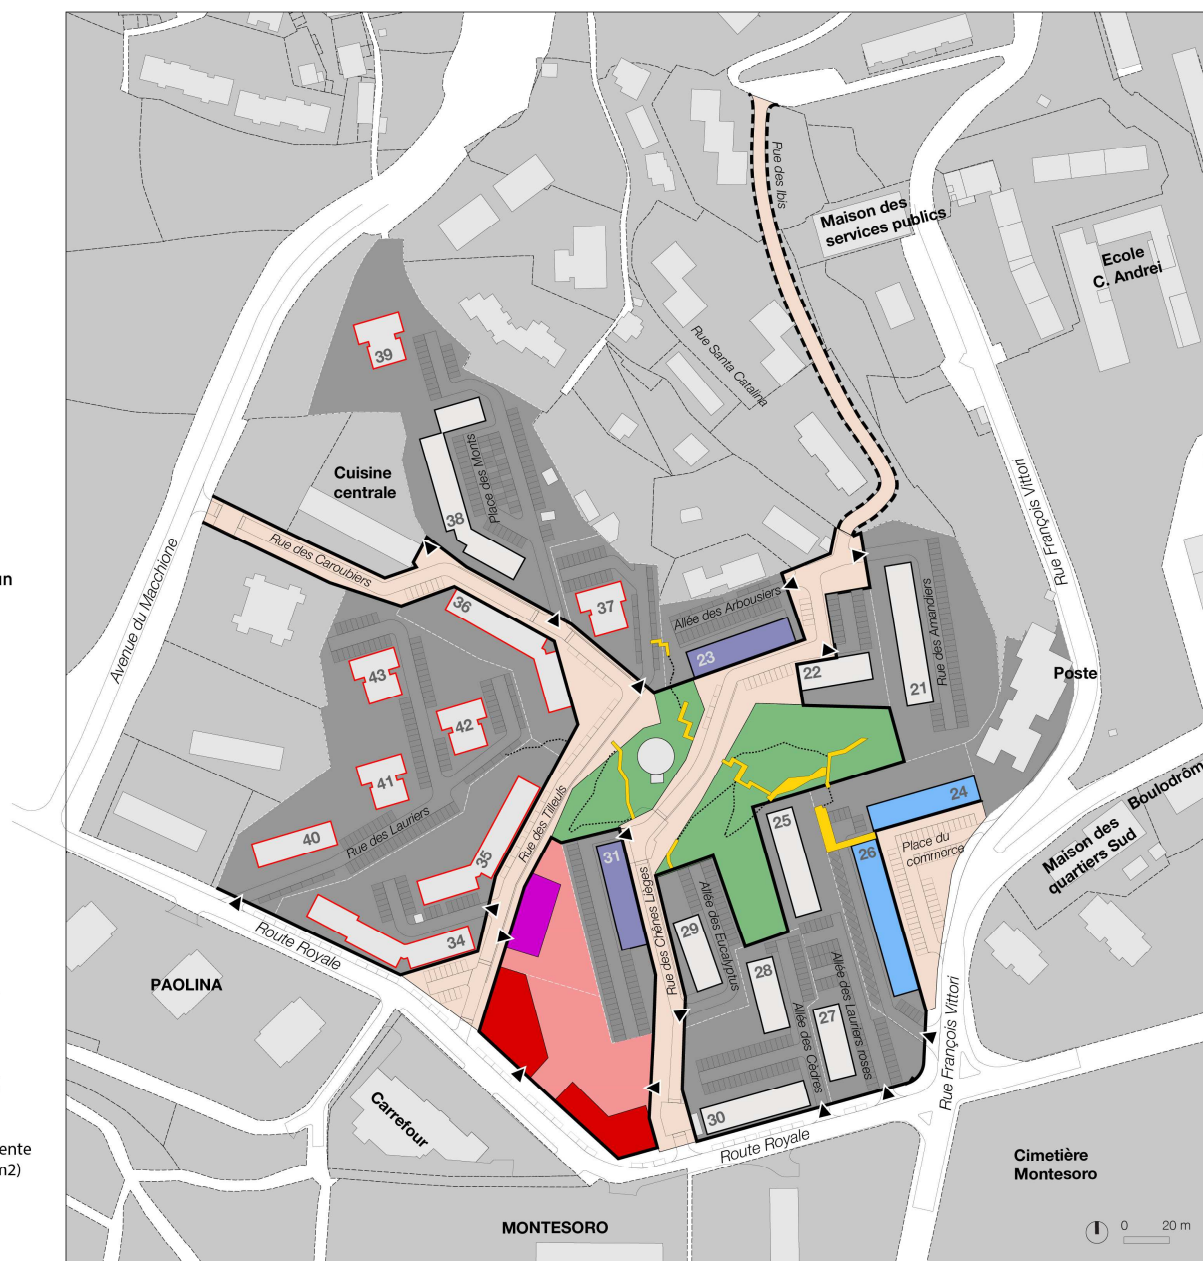 Rue des Ibis
Maison des
services publics
Ecole
C. Andrei
Rue Santa Catalina
39
Cuisine
centrale
Place des Monts
38
Rue François Vittori
un
Avenue du Macchione
Rue des Caroubiers
36
37
Allée des Arbousiers
23
22
21
Rue des Amandiers
Poste
43
42
41
40
Rue des Lauriers
35
Rue des Tilleuls
34
31
Rue des Chênes Lièges
25
24
26
Place du
commerce
Boulodrôm
Maison des
quartiers Sud
29
Allée des Eucalyptus
28
27
Allée des Cèdres
Allée des Lauriers roses
30
Route Royale
PAOLINA
Carrefour
Route Royale
Rue François Vittori
ente
m2)
Cimetière
Montesoro
MONTESORO
0 20 m